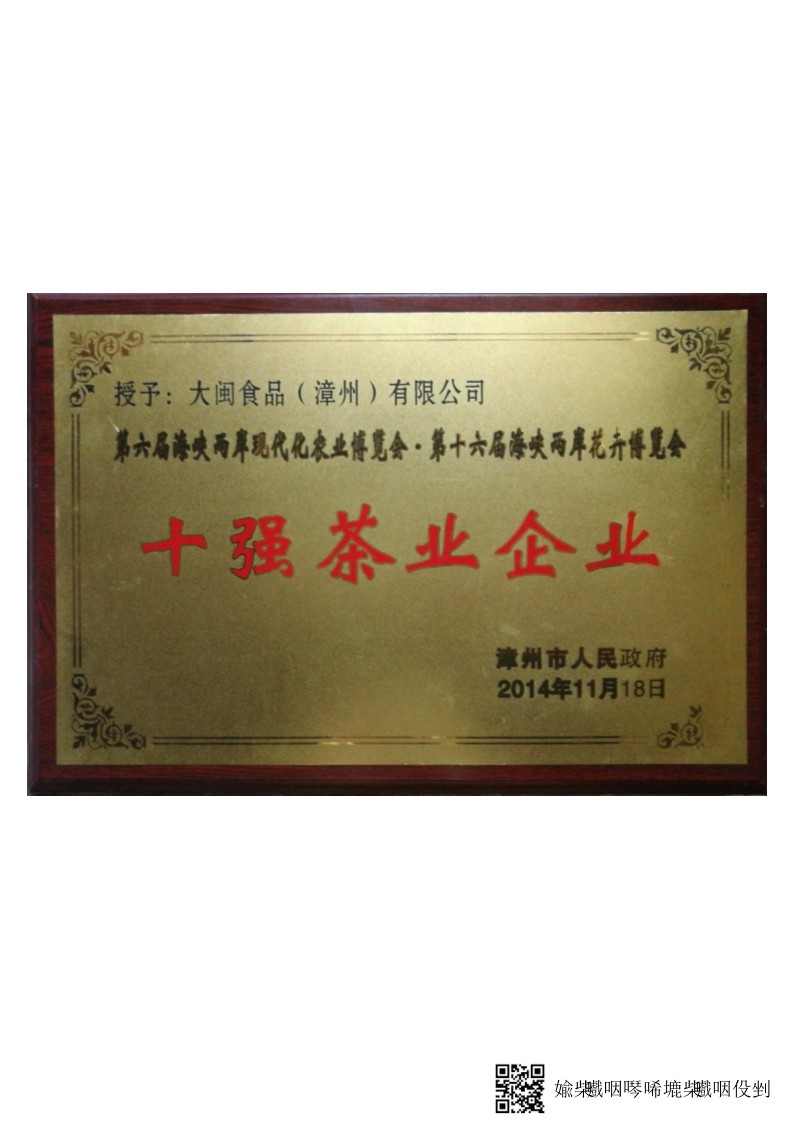 授予：大闽食品（漳州）有限公司
第六届海峡两岸现代化农业博览会·第十六届海峡两岸花卉博览会
十强茶业企业
漳州市人民政府
2014年11月18日